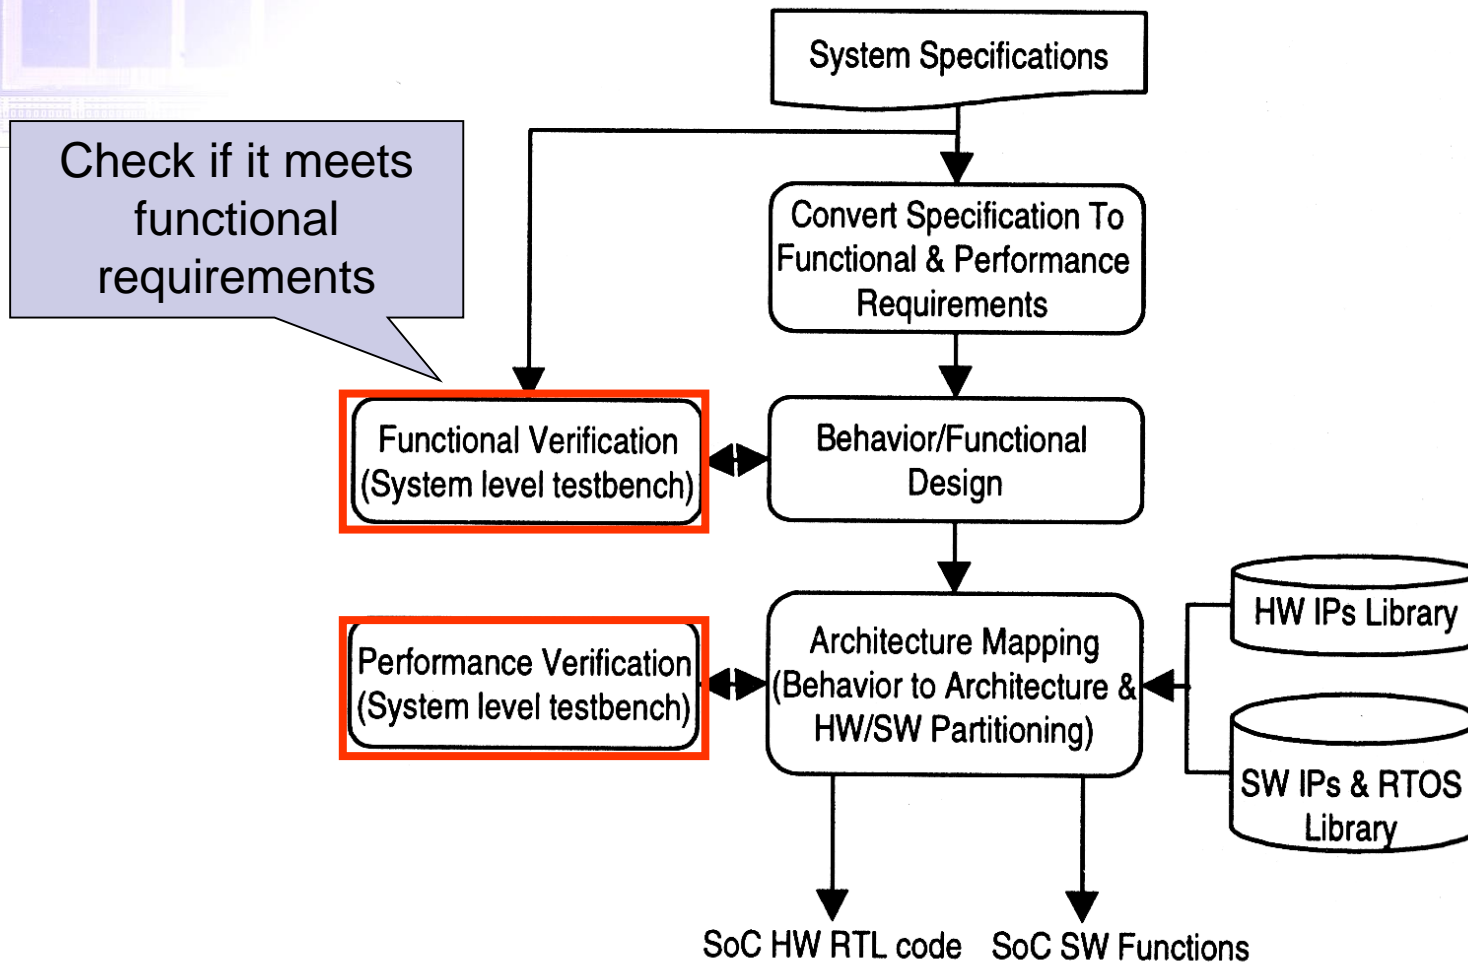 System Specifications
Check if it meets
functional
requirements
Convert Specification To
Functional & Performance
Requirements
Functional Verification
(System level testbench)
Behavior/Functional
Design
Performance Verification
(System level testbench)
Architecture Mapping
(Behavior to Architecture &
HW/SW Partitioning)
HW IPs Library
SW IPs & RTOS
Library
SoC HW RTL code
SoC SW Functions